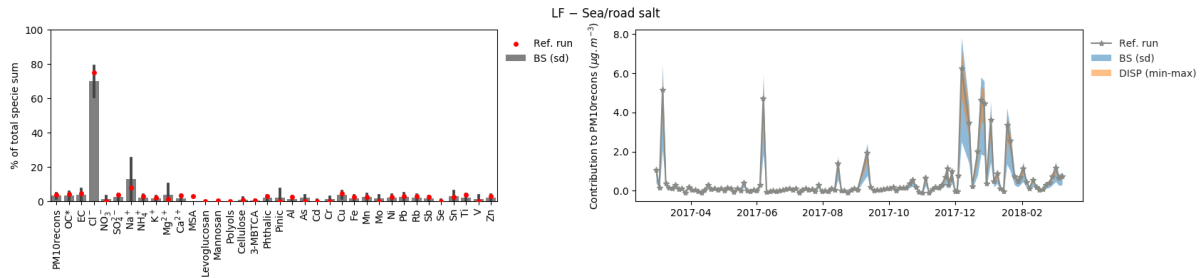 LF − Sea/road salt
% of total specie sum
100
80
60
40
20
0
PM10recons
OC*
EC
Cl⁻
NO₃⁻
SO₄²⁻
Na⁺
NH₄⁺
K⁺
Mg²⁺
Ca²⁺
MSA
Levoglucosan
Mannosan
Polyols
Cellulose
3-MBTCA
Phthalic
Pinic
Al
As
Cd
Cr
Cu
Fe
Mn
Mo
Ni
Pb
Rb
Sb
Se
Sn
Ti
V
Zn
Ref. run
BS (sd)
Contribution to PM10recons (μg.m⁻³)
8.0
6.0
4.0
2.0
0.0
2017-04
2017-06
2017-08
2017-10
2017-12
2018-02
Ref. run
BS (sd)
DISP (min-max)